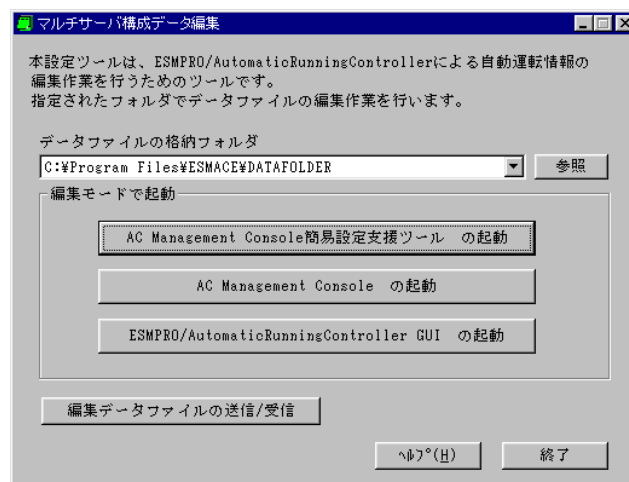 マルチサーバ構成データ編集
本設定ツールは、ESMPRO/AutomaticRunningControllerによる自動運転情報の
編集作業を行うためのツールです。
指定されたフォルダでデータファイルの編集作業を行います。
データファイルの格納フォルダ
C:¥Program Files¥ESMACE¥DATAFOLDER
参照
編集モードで起動
AC Management Console簡易設定支援ツール の起動
AC Management Console の起動
ESMPRO/AutomaticRunningController GUI の起動
編集データファイルの送信/受信
ﾍﾙﾌﾟ(H)
終了